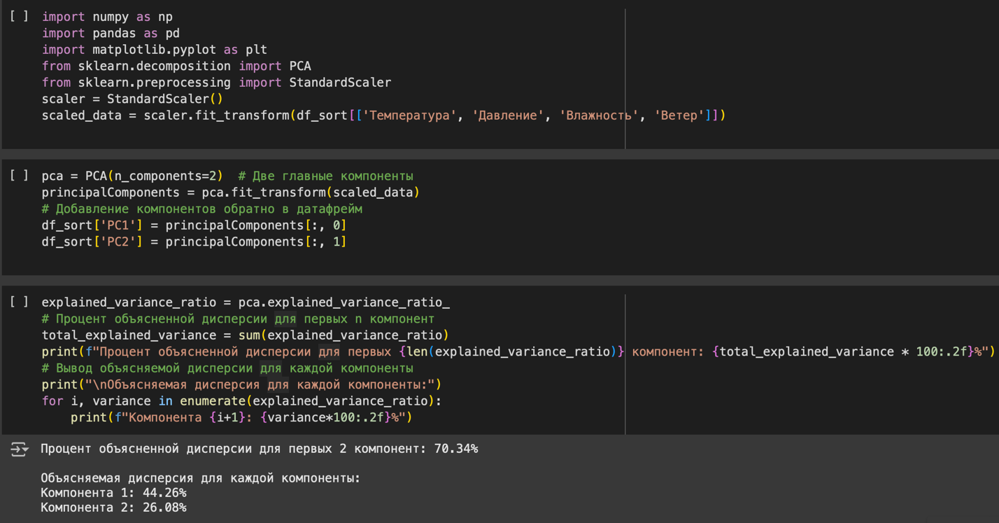 [ ] import numpy as np
import pandas as pd
import matplotlib.pyplot as plt
from sklearn.decomposition import PCA
from sklearn.preprocessing import StandardScaler
scaler = StandardScaler()
scaled_data = scaler.fit_transform(df_sort[['Температура', 'Давление', 'Влажность', 'Ветер']])
[ ] pca = PCA(n_components=2)  # Две главные компоненты
principalComponents = pca.fit_transform(scaled_data)
# Добавление компонентов обратно в датафрейм
df_sort['PC1'] = principalComponents[:, 0]
df_sort['PC2'] = principalComponents[:, 1]
[ ] explained_variance_ratio = pca.explained_variance_ratio_
# Процент объясненной дисперсии для первых n компонент
total_explained_variance = sum(explained_variance_ratio)
print(f"Процент объясненной дисперсии для первых {len(explained_variance_ratio)} компонент: {total_explained_variance * 100:.2f}%")
# Вывод объясняемой дисперсии для каждой компоненты
print("\nОбъясняемая дисперсия для каждой компоненты:")
for i, variance in enumerate(explained_variance_ratio):
    print(f"Компонента {i+1}: {variance*100:.2f}%")
Процент объясненной дисперсии для первых 2 компонент: 70.34%
Объясняемая дисперсия для каждой компоненты:
Компонента 1: 44.26%
Компонента 2: 26.08%